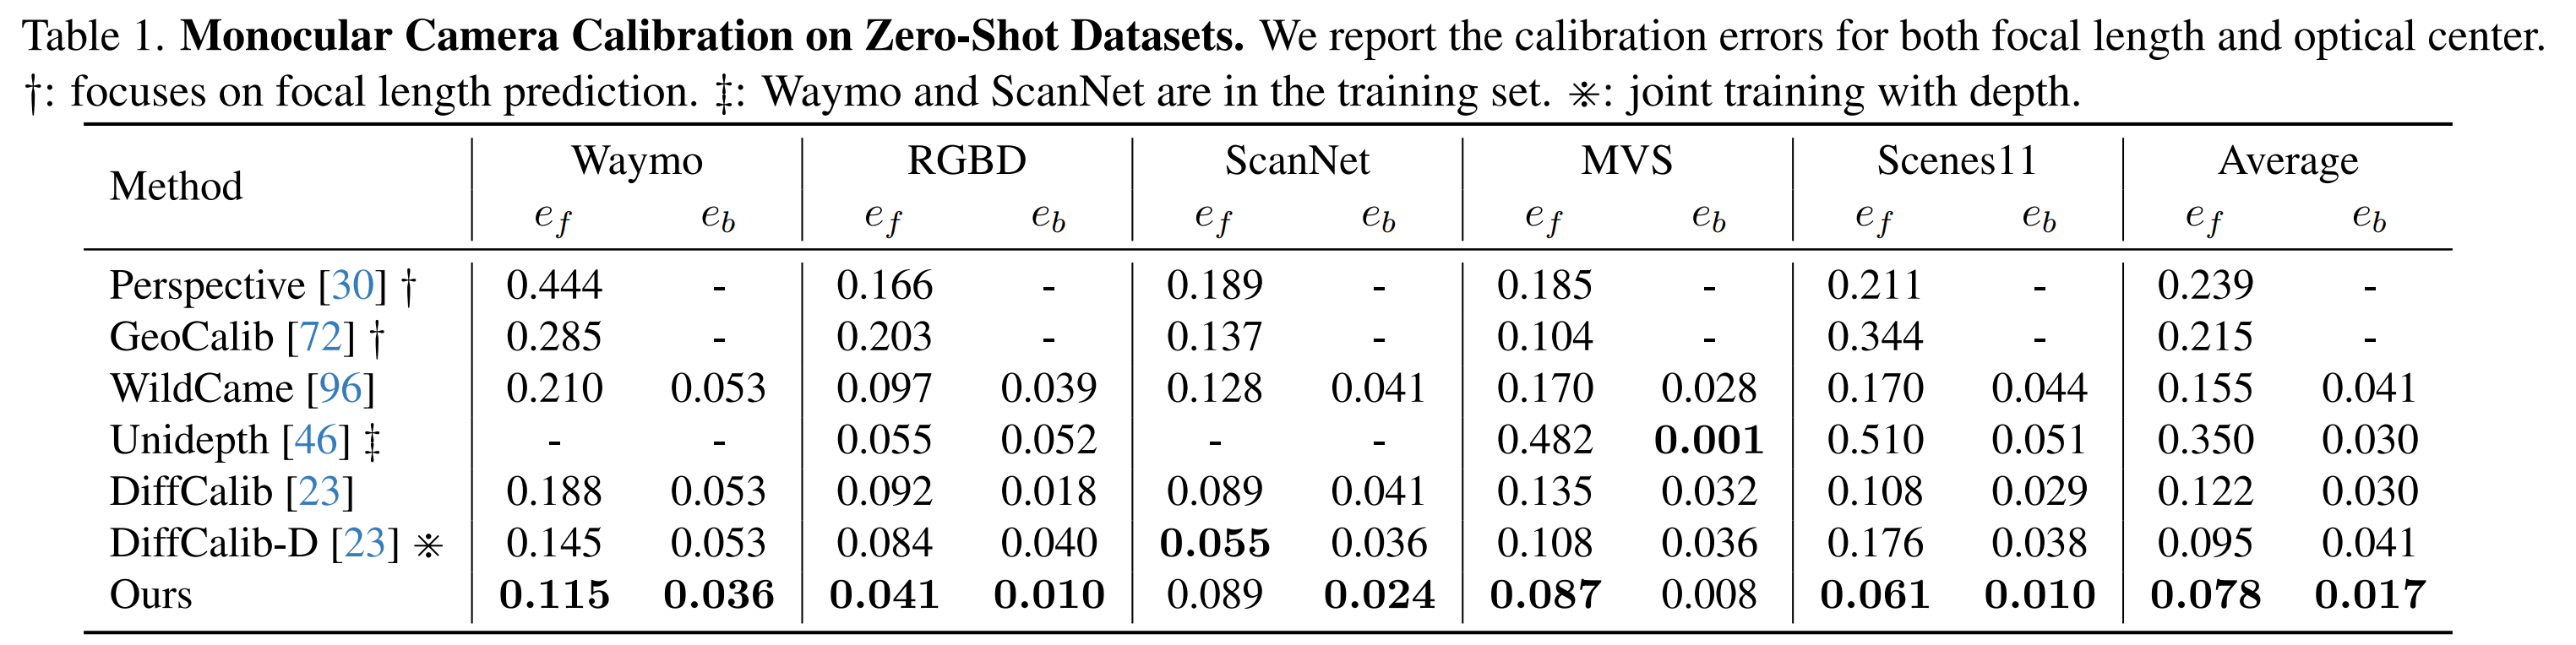 Table 1. Monocular Camera Calibration on Zero-Shot Datasets. We report the calibration errors for both focal length and optical center.
†: focuses on focal length prediction. ‡: Waymo and ScanNet are in the training set. ※: joint training with depth.
Method Waymo RGBD ScanNet MVS Scenes11 Average
e_f e_b e_f e_b e_f e_b e_f e_b e_f e_b e_f e_b
Perspective [30] † 0.444 - 0.166 - 0.189 - 0.185 - 0.211 - 0.239 -
GeoCalib [72] † 0.285 - 0.203 - 0.137 - 0.104 - 0.344 - 0.215 -
WildCame [96] 0.210 0.053 0.097 0.039 0.128 0.041 0.170 0.028 0.170 0.044 0.155 0.041
Unidepth [46] ‡ - - 0.055 0.052 - - 0.482 0.001 0.510 0.051 0.350 0.030
DiffCalib [23] 0.188 0.053 0.092 0.018 0.089 0.041 0.135 0.032 0.108 0.029 0.122 0.030
DiffCalib-D [23] ※ 0.145 0.053 0.084 0.040 0.055 0.036 0.108 0.036 0.176 0.038 0.095 0.041
Ours 0.115 0.036 0.041 0.010 0.089 0.024 0.087 0.008 0.061 0.010 0.078 0.017